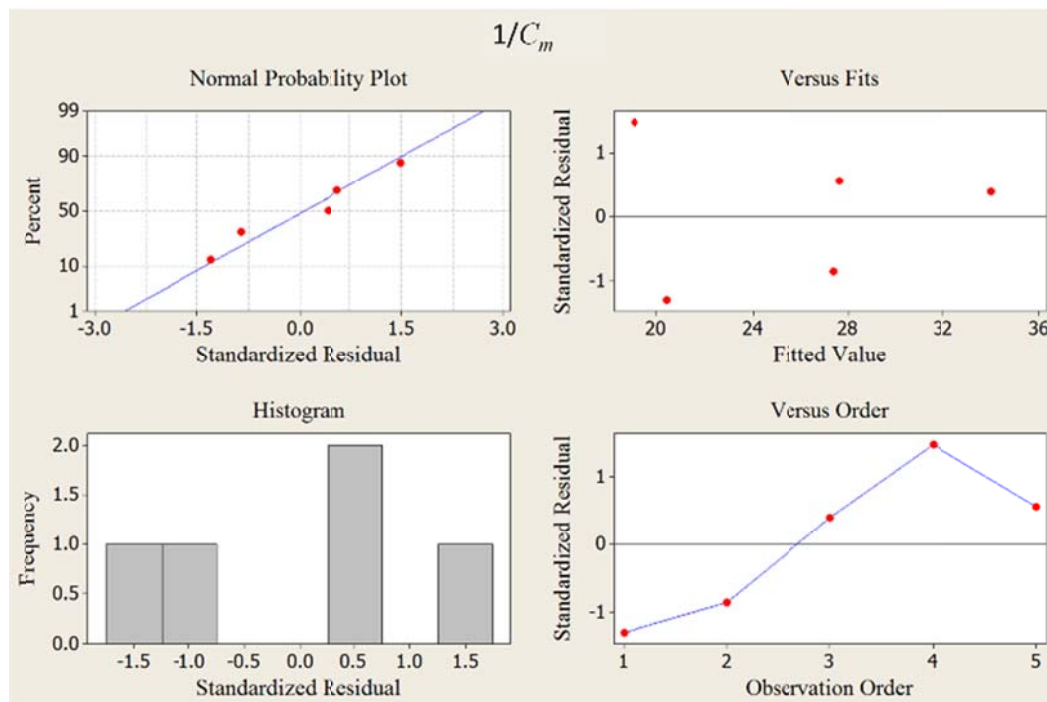 1/Cm
Normal Probability Plot
99
90
50
10
1
Percent
-3.0 -1.5 0.0 1.5 3.0
Standardized Residual
Versus Fits
1
0
-1
Standardized Residual
20 24 28 32 36
Fitted Value
Histogram
2.0
1.5
1.0
0.5
0.0
Frequency
-1.5 -1.0 -0.5 0.0 0.5 1.0 1.5
Standardized Residual
Versus Order
1
0
-1
Standardized Residual
1 2 3 4 5
Observation Order